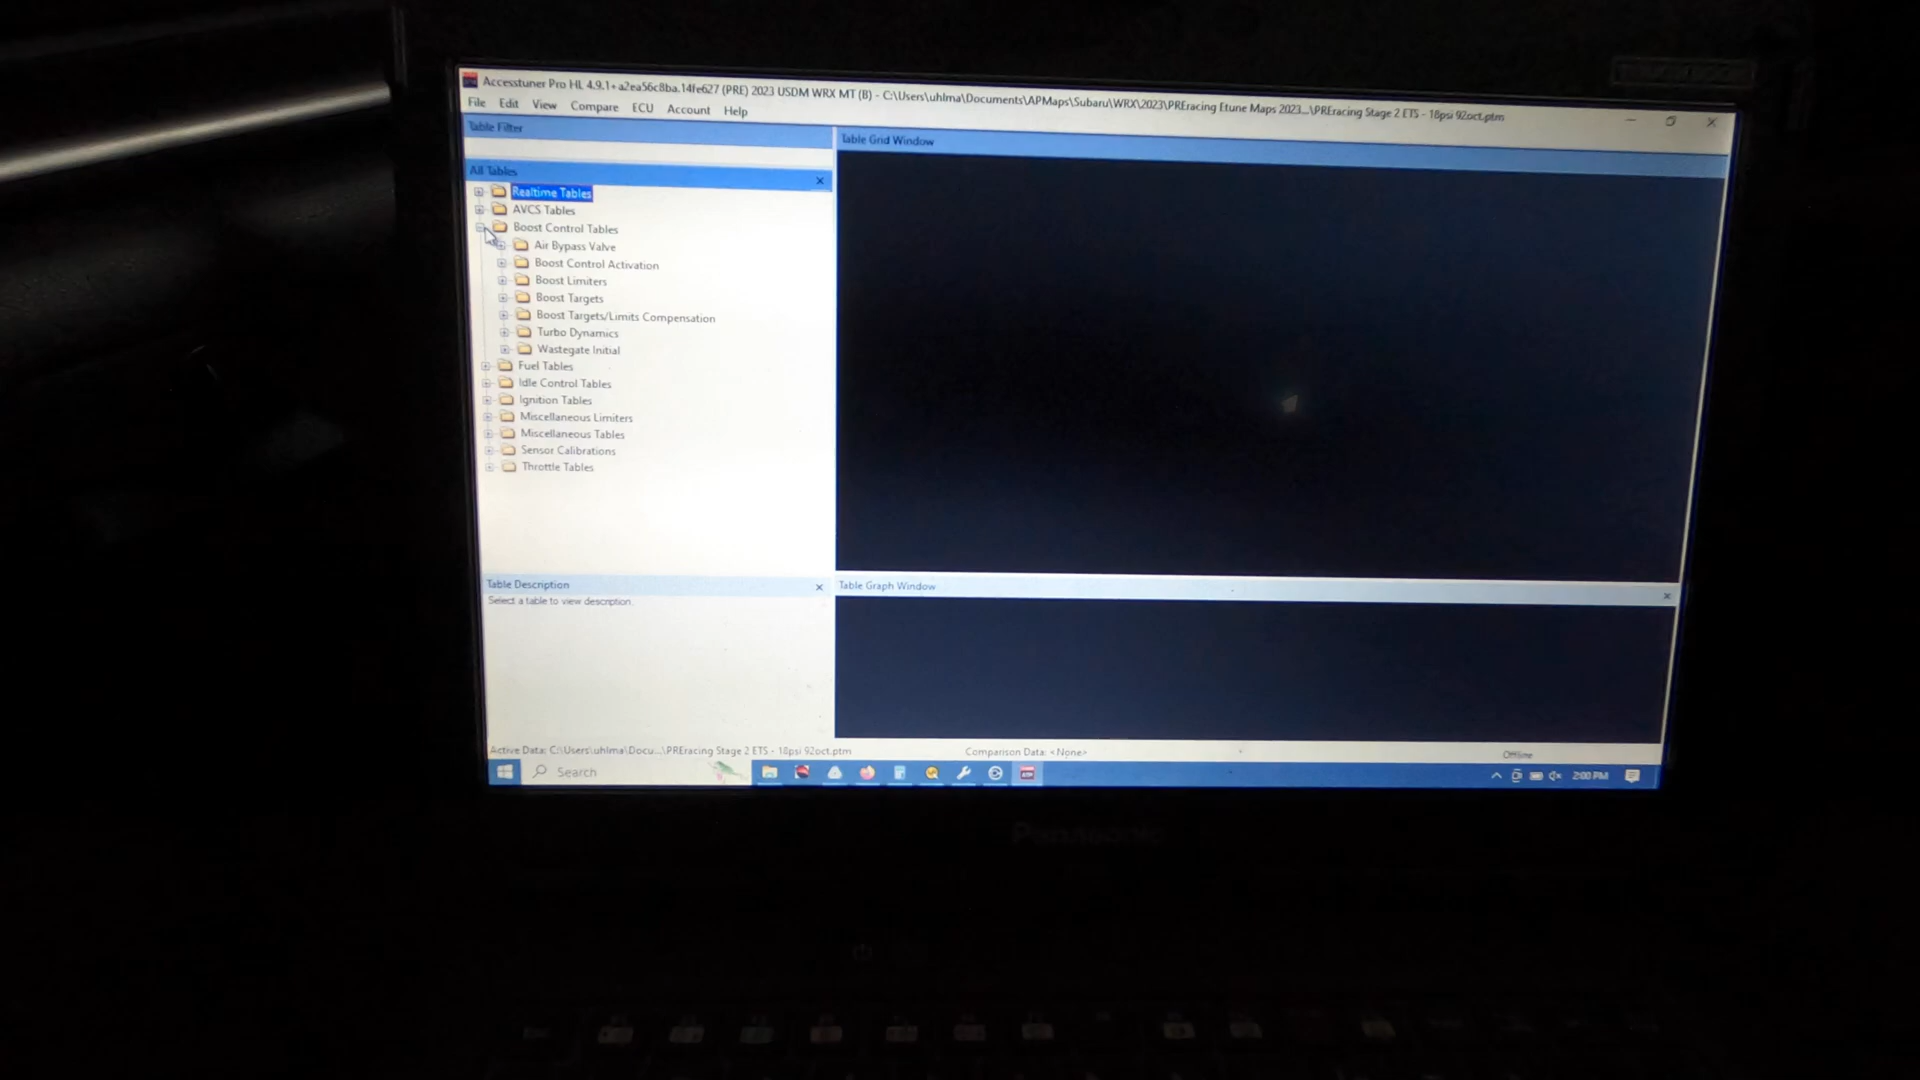 Accesstuner Pro HL 4.9.1+a2ea56c8ba.14fe627 (PRE) 2023 USDM WRX MT (B) - C:\Users\uhlma\Documents\APMaps\Subaru\WRX\2023\PREracing Etune Maps 2023...\PREracing Stage 2 ETS - 18psi 92oct.ptm
File Edit View Compare ECU Account Help
Table Filter
Table Grid Window
All Tables
Realtime Tables
AVCS Tables
Boost Control Tables
Air Bypass Valve
Boost Control Activation
Boost Limiters
Boost Targets
Boost Targets/Limits Compensation
Turbo Dynamics
Wastegate Initial
Fuel Tables
Idle Control Tables
Ignition Tables
Miscellaneous Limiters
Miscellaneous Tables
Sensor Calibrations
Throttle Tables
Table Description
Select a table to view description.
Table Graph Window
Active Data: C:\Users\uhlma\Docu...\PREracing Stage 2 ETS - 18psi 92oct.ptm
Comparison Data: <None>
Offline
Search
2:00 PM
Panasonic